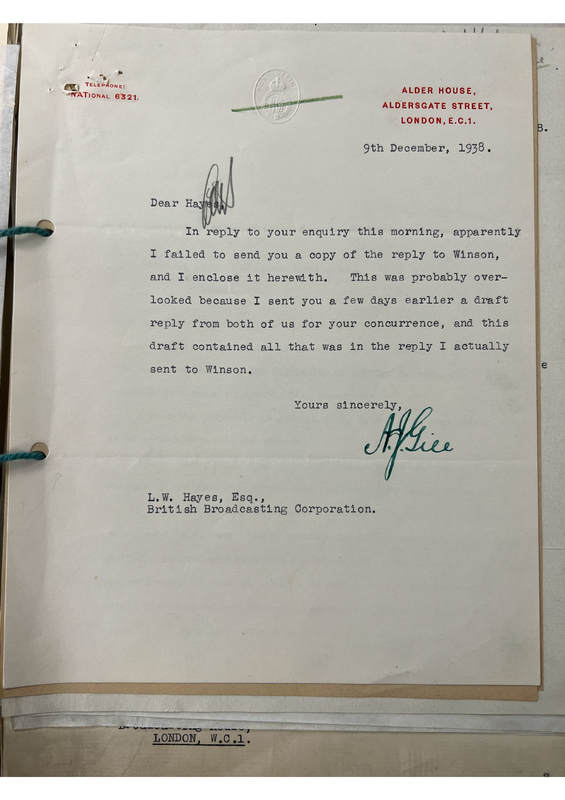 TELEPHONE:
NATIONAL 6321.
ALDER HOUSE,
ALDERSGATE STREET,
LONDON, E.C.1.
9th December, 1938.
Dear Hayes,
In reply to your enquiry this morning, apparently
I failed to send you a copy of the reply to Winson,
and I enclose it herewith. This was probably over-
looked because I sent you a few days earlier a draft
reply from both of us for your concurrence, and this
draft contained all that was in the reply I actually
sent to Winson.
Yours sincerely,
A.J.Gill
L.W. Hayes, Esq.,
British Broadcasting Corporation.
Broadcasting House,
LONDON, W.C.1.